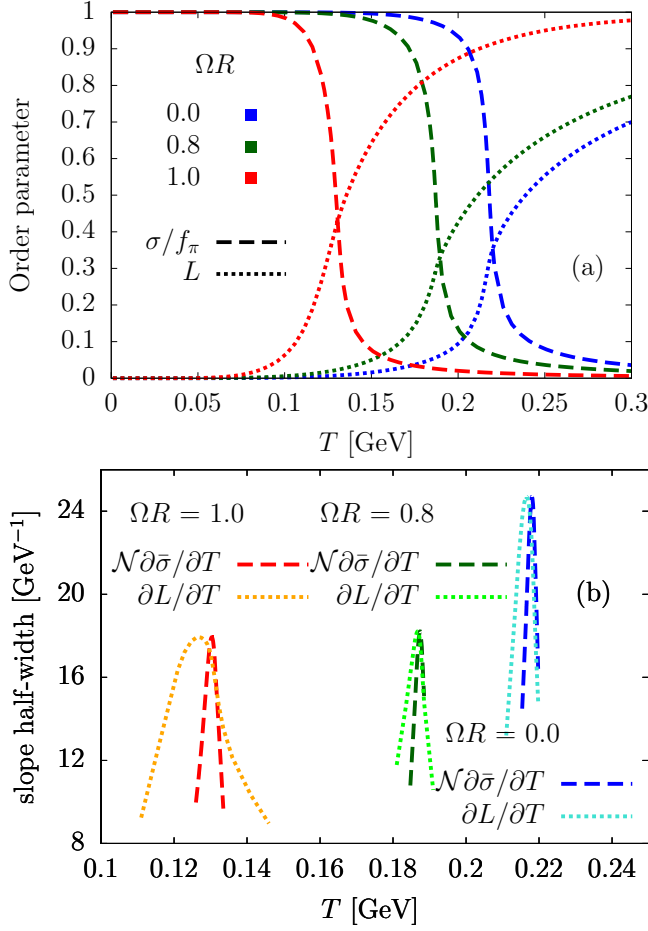 1
0.9
0.8
0.7
0.6
0.5
0.4
0.3
0.2
0.1
0
Order parameter
ΩR
0.0
0.8
1.0
σ/f_π
L
(a)
0 0.05 0.1 0.15 0.2 0.25 0.3
T [GeV]
24
20
16
12
8
slope half-width [GeV⁻¹]
ΩR = 1.0 ΩR = 0.8
𝒩∂σ̄/∂T 𝒩∂σ̄/∂T
∂L/∂T ∂L/∂T
(b)
ΩR = 0.0
𝒩∂σ̄/∂T
∂L/∂T
0.1 0.12 0.14 0.16 0.18 0.2 0.22 0.24
T [GeV]